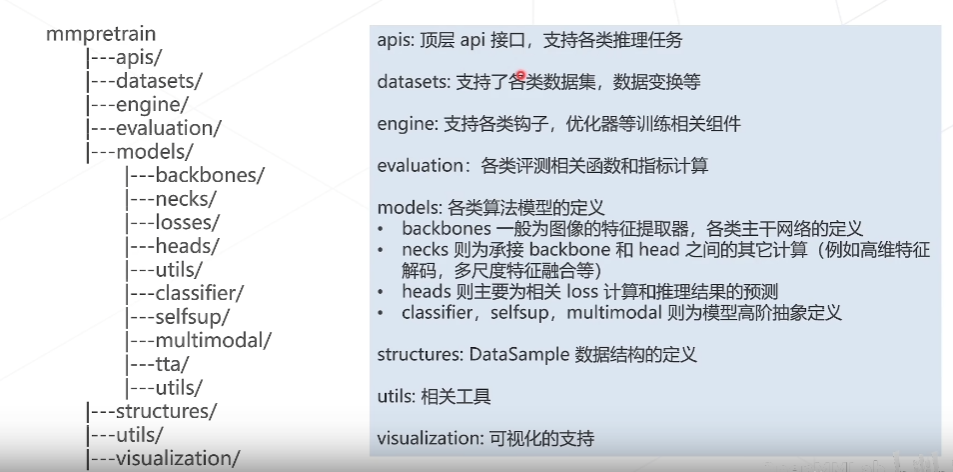 mmpretrain
|---apis/
|---datasets/
|---engine/
|---evaluation/
|---models/
|---backbones/
|---necks/
|---losses/
|---heads/
|---utils/
|---classifier/
|---selfsup/
|---multimodal/
|---tta/
|---utils/
|---structures/
|---utils/
|---visualization/
apis: 顶层 api 接口，支持各类推理任务
datasets: 支持了各类数据集，数据变换等
engine: 支持各类钩子，优化器等训练相关组件
evaluation：各类评测相关函数和指标计算
models: 各类算法模型的定义
• backbones 一般为图像的特征提取器，各类主干网络的定义
• necks 则为承接 backbone 和 head 之间的其它计算（例如高维特征
解码，多尺度特征融合等）
• heads 则主要为相关 loss 计算和推理结果的预测
• classifier，selfsup，multimodal 则为模型高阶抽象定义
structures: DataSample 数据结构的定义
utils: 相关工具
visualization: 可视化的支持